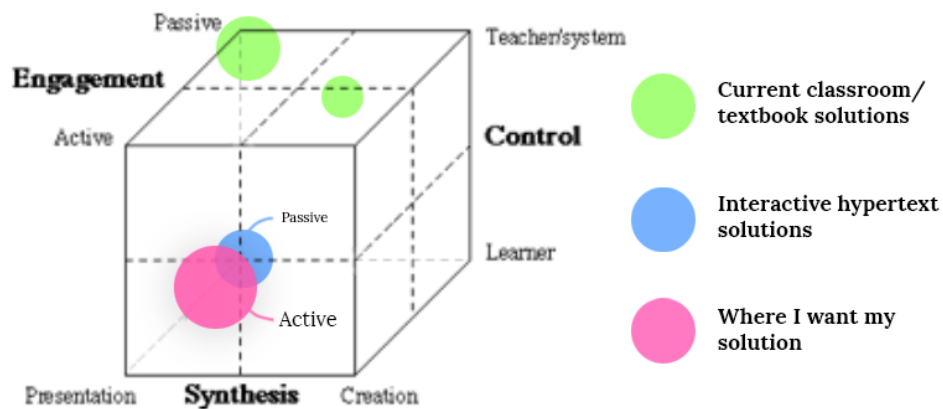 Passive
Teacher/system
Engagement
Current classroom/
textbook solutions
Active
Control
Interactive hypertext
solutions
Passive
Learner
Active
Where I want my
solution
Presentation
Synthesis
Creation